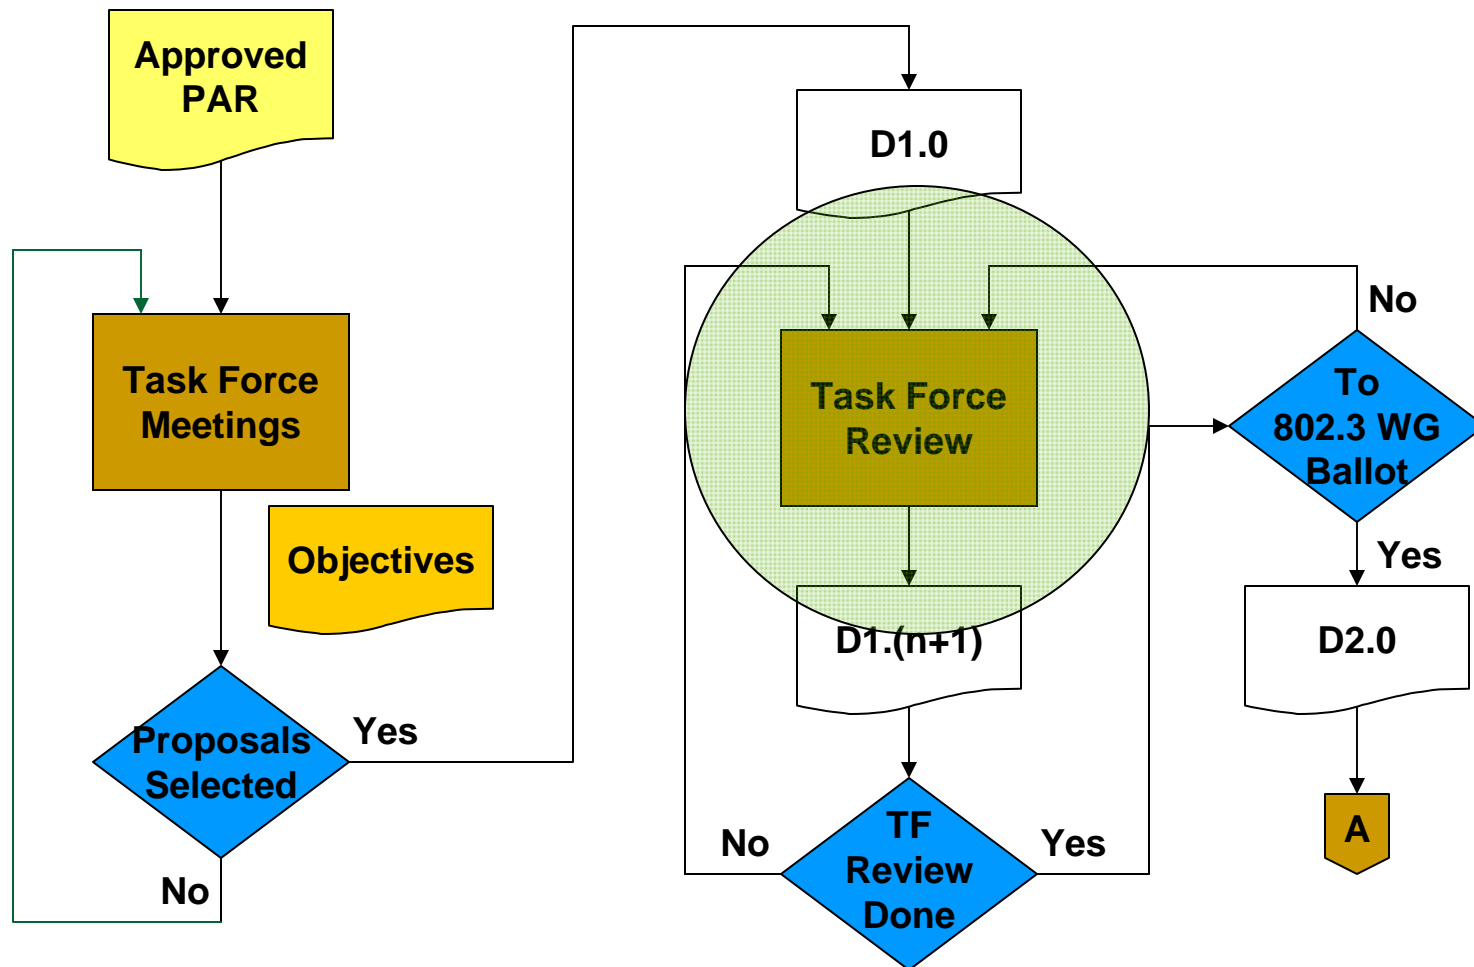 Approved
PAR
Task Force
Meetings
Objectives
Proposals
Selected
Yes
No
D1.0
Task Force
Review
D1.(n+1)
TF
Review
Done
No
Yes
To
802.3 WG
Ballot
No
Yes
D2.0
A